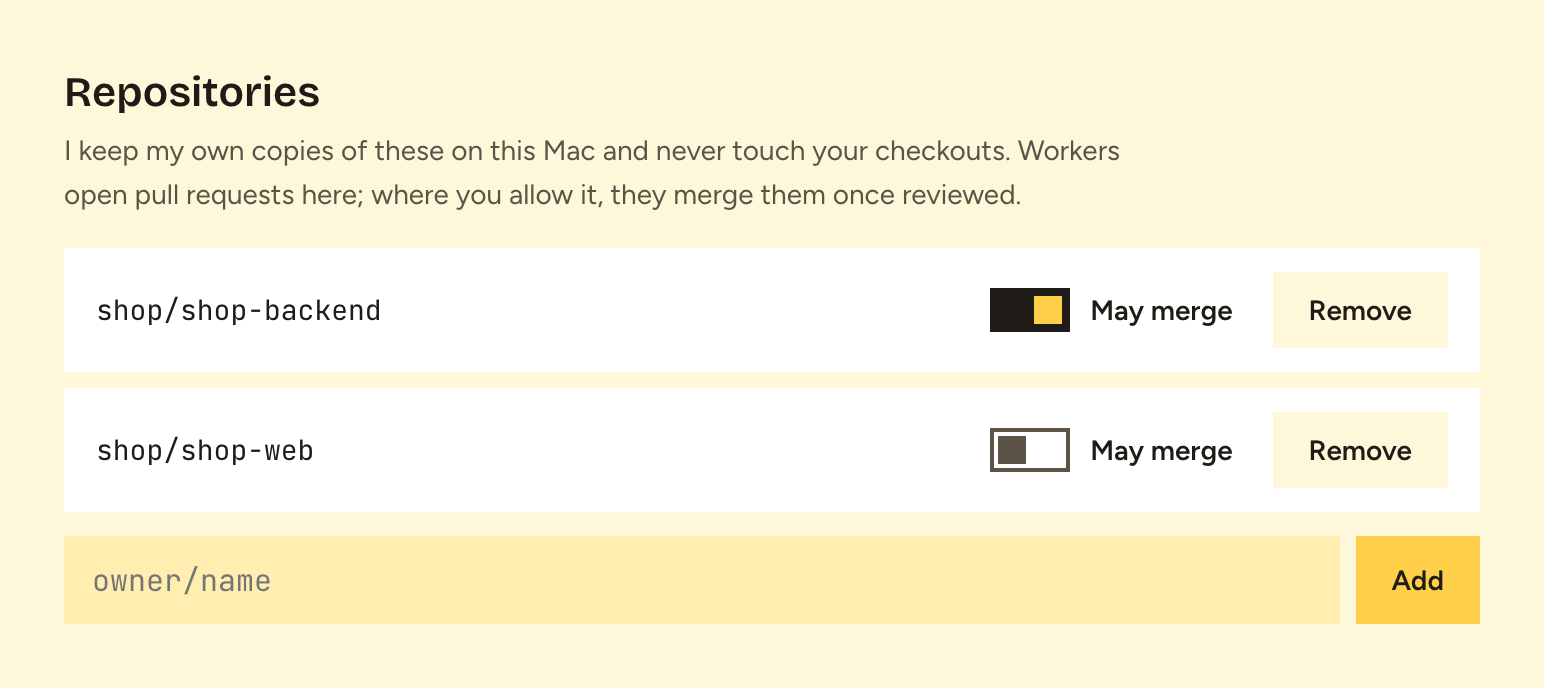 Repositories
I keep my own copies of these on this Mac and never touch your checkouts. Workers
open pull requests here; where you allow it, they merge them once reviewed.
shop/shop-backend May merge Remove
shop/shop-web May merge Remove
owner/name Add